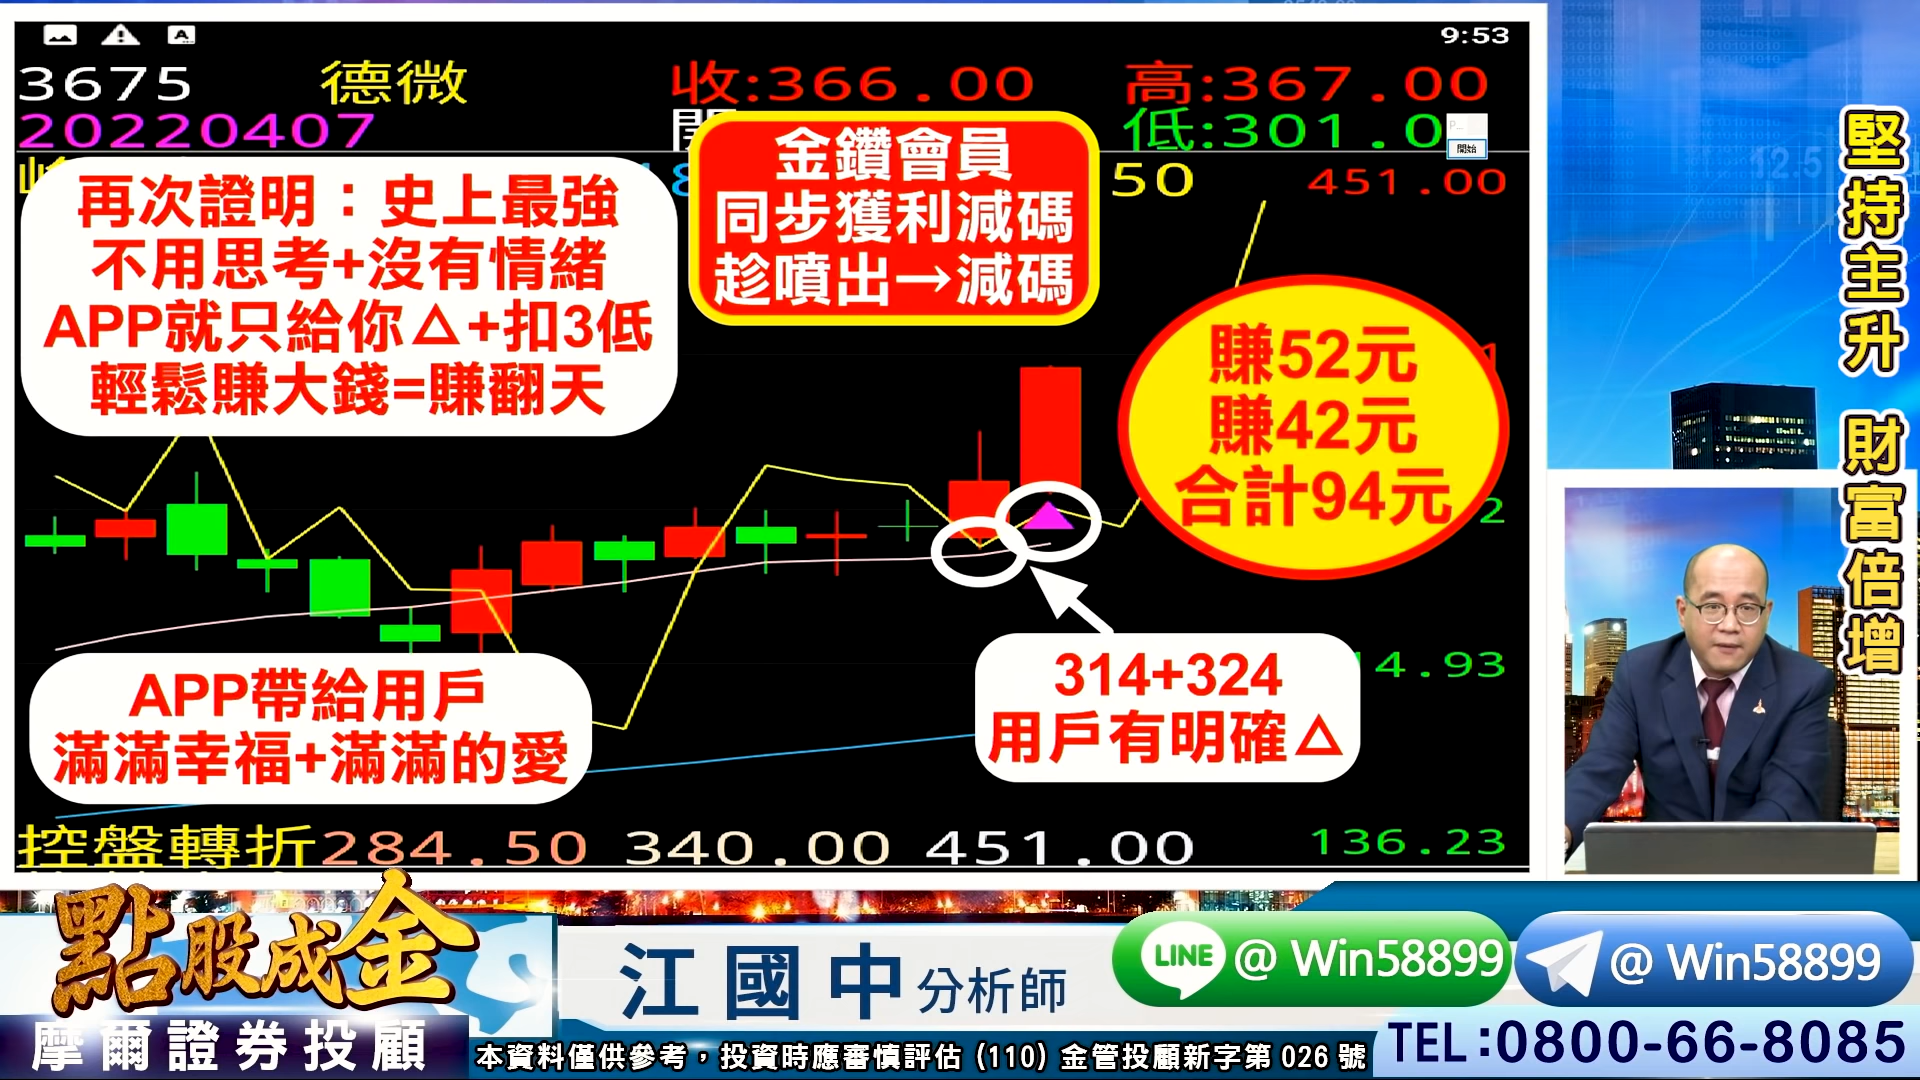 9:53
3675 德微 收:366.00 高:367.00
20220407 開 低:301.0
開始
50 451.00
再次證明：史上最強
不用思考+沒有情緒
APP就只給你△+扣3低
輕鬆賺大錢=賺翻天
金鑽會員
同步獲利減碼
趁噴出→減碼
賺52元
賺42元
合計94元
APP帶給用戶
滿滿幸福+滿滿的愛
314+324
用戶有明確△
4.93
136.23
控盤轉折284.50 340.00 451.00
堅持主升 財富倍增
點股成金
摩爾證券投顧
江國中 分析師
LINE @ Win58899
@ Win58899
TEL:0800-66-8085
本資料僅供參考，投資時應審慎評估 (110) 金管投顧新字第 026 號